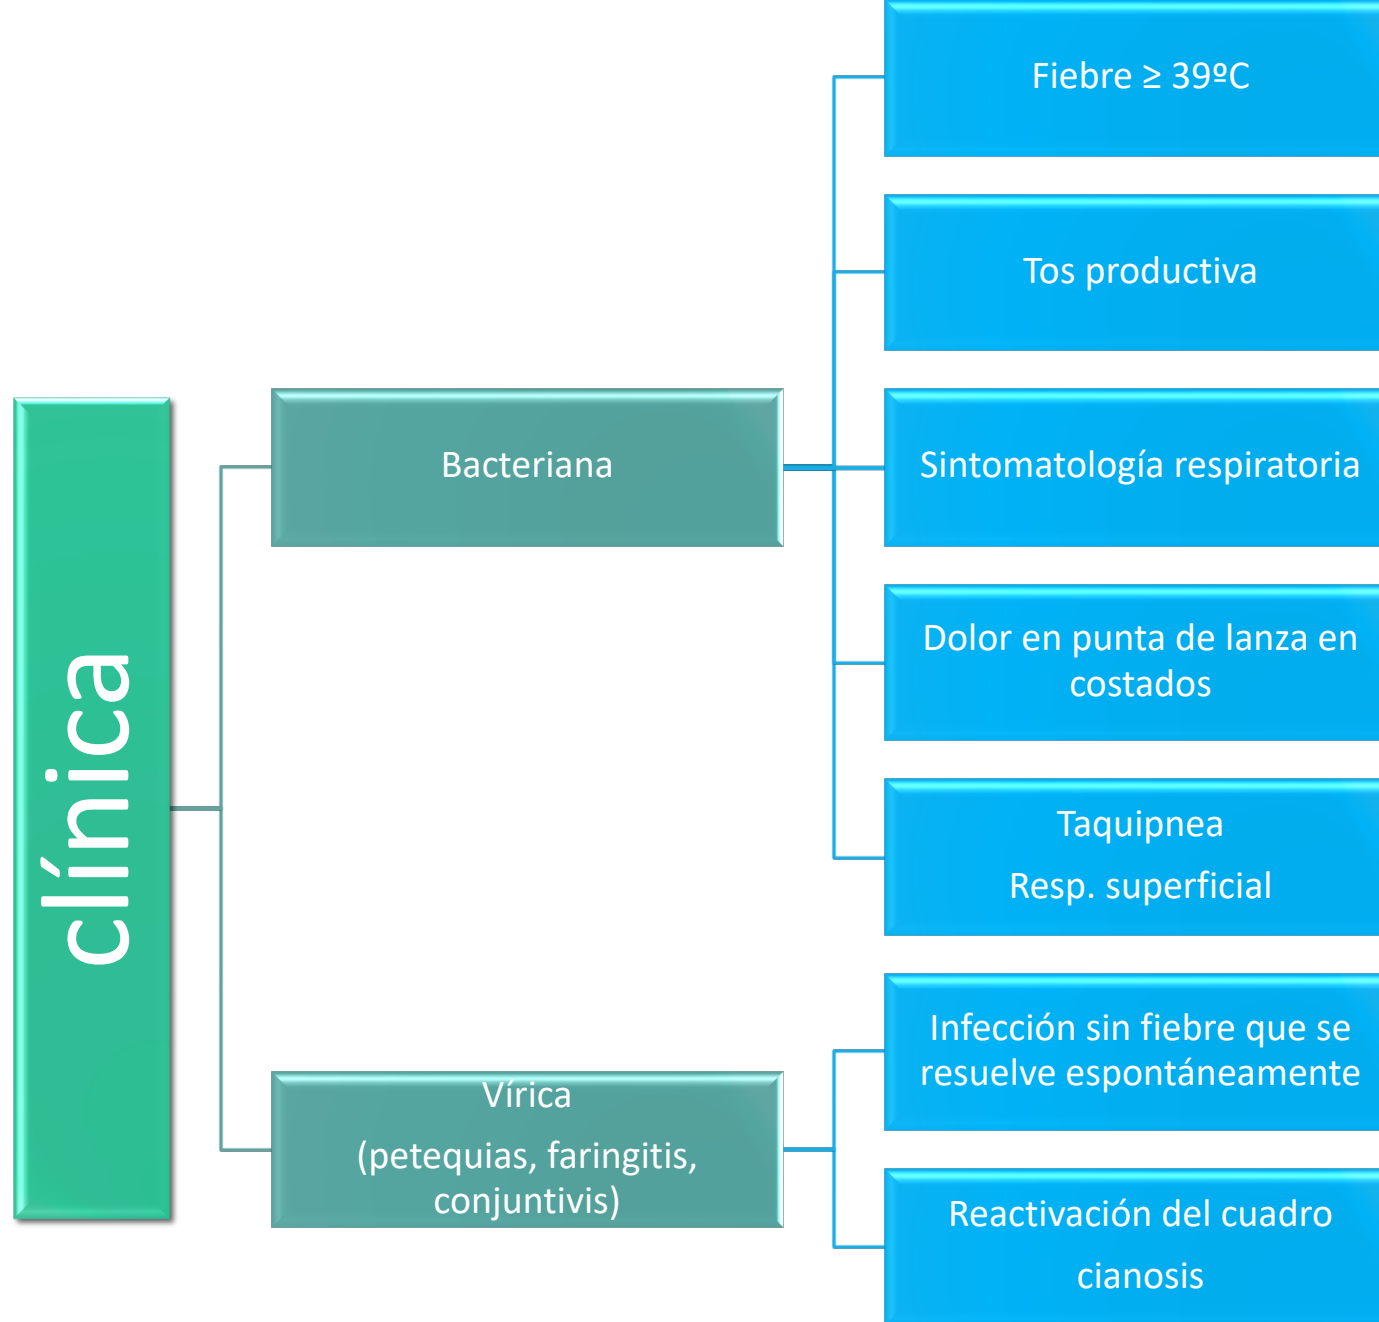 clínica
Bacteriana
Fiebre ≥ 39ºC
Tos productiva
Sintomatología respiratoria
Dolor en punta de lanza en
costados
Taquipnea
Resp. superficial
Vírica
(petequias, faringitis,
conjuntivis)
Infección sin fiebre que se
resuelve espontáneamente
Reactivación del cuadro
cianosis